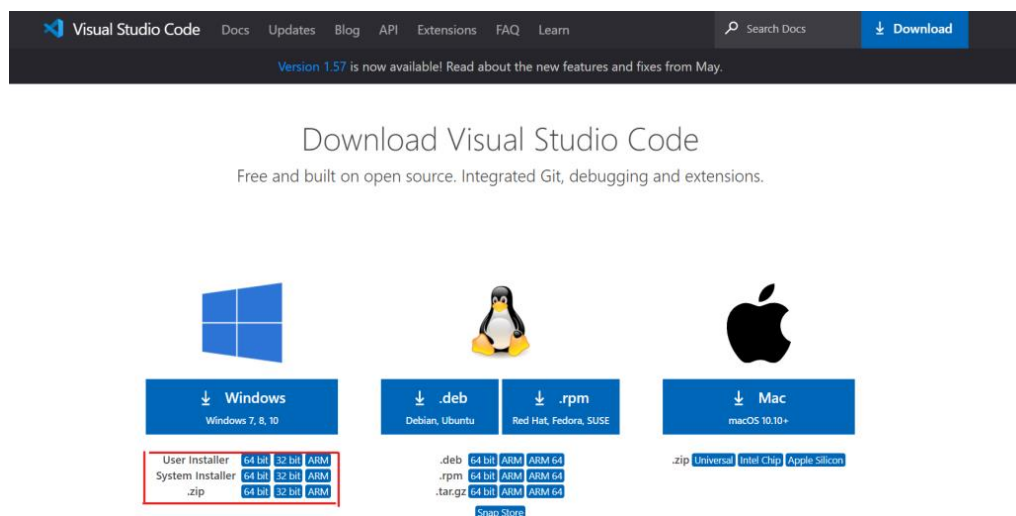 Visual Studio Code Docs Updates Blog API Extensions FAQ Learn Search Docs Download
Version 1.57 is now available! Read about the new features and fixes from May.
Download Visual Studio Code
Free and built on open source. Integrated Git, debugging and extensions.
Windows
Windows 7, 8, 10
.deb
Debian, Ubuntu
.rpm
Red Hat, Fedora, SUSE
Mac
macOS 10.10+
User Installer 64 bit 32 bit ARM
System Installer 64 bit 32 bit ARM
.zip 64 bit 32 bit ARM
.deb 64 bit ARM ARM 64
.rpm 64 bit ARM ARM 64
.tar.gz 64 bit ARM ARM 64
Snap Store
.zip Universal Intel Chip Apple Silicon